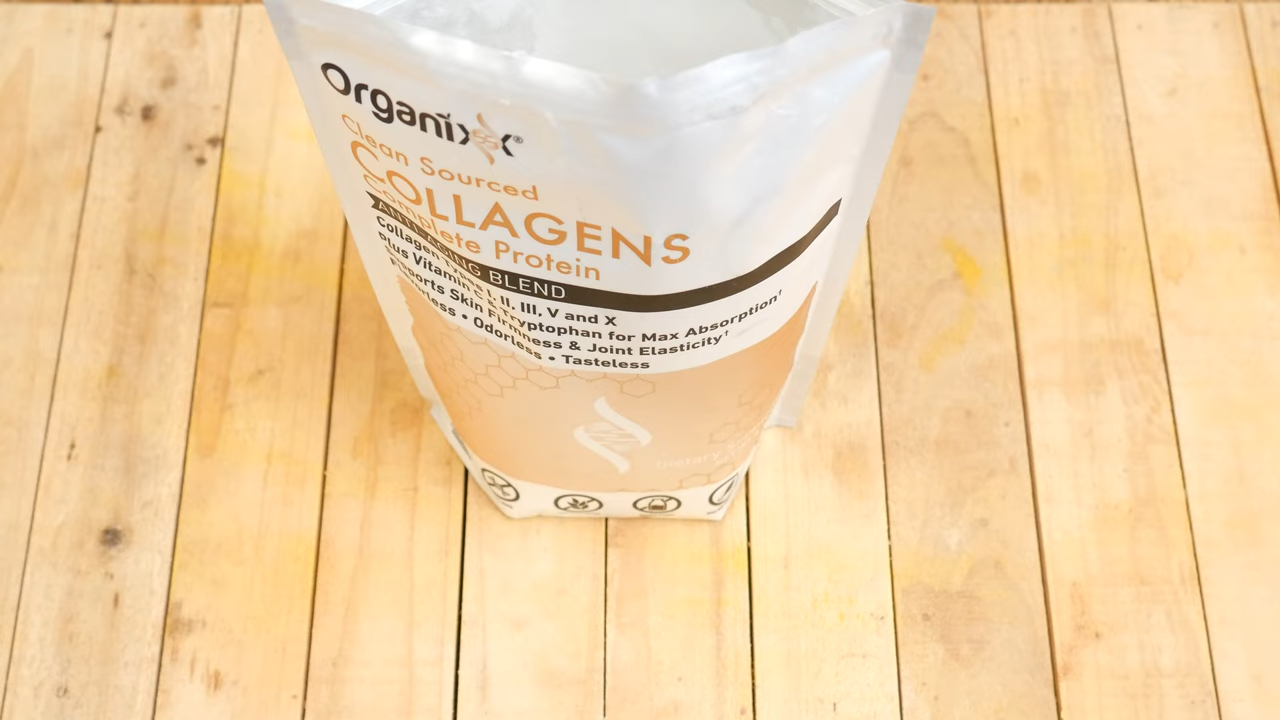 Organixx®
Clean Sourced
COLLAGENS
Complete Protein
ANTI-AGING BLEND
Collagen Types I, II, III, V and X
plus Vitamin C & Tryptophan for Max Absorption†
Supports Skin Firmness & Joint Elasticity†
• Odorless • Tasteless
Dietary